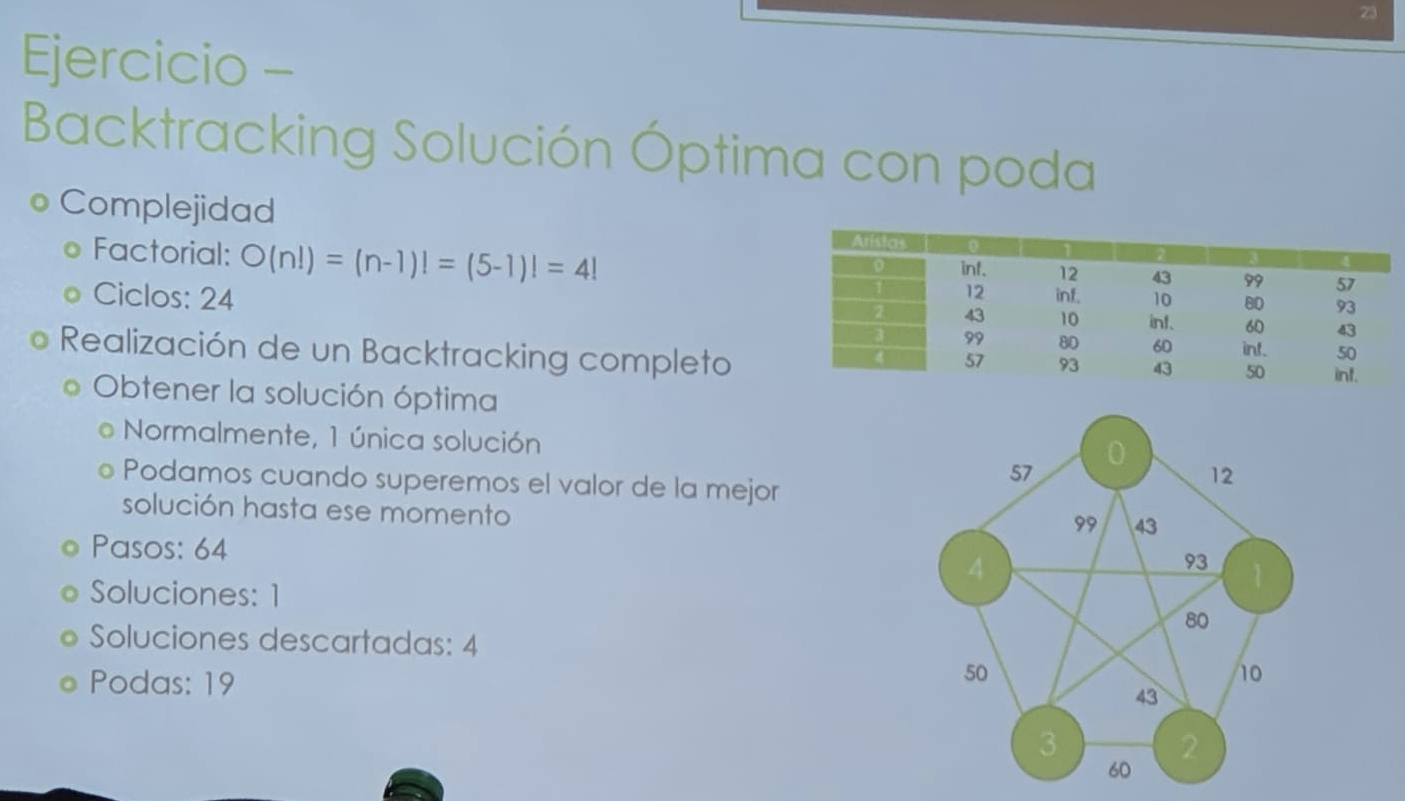 23
Ejercicio –
Backtracking Solución Óptima con poda
Complejidad
Factorial: O(n!) = (n-1)! = (5-1)! = 4!
Ciclos: 24
Realización de un Backtracking completo
Obtener la solución óptima
Normalmente, 1 única solución
Podamos cuando superemos el valor de la mejor
solución hasta ese momento
Pasos: 64
Soluciones: 1
Soluciones descartadas: 4
Podas: 19
Aristas 0 1 2 3 4
0 inf. 12 43 99 57
1 12 inf. 10 80 93
2 43 10 inf. 60 43
3 99 80 60 inf. 50
4 57 93 43 50 inf.
0
57
12
99
43
93
4
1
80
50
10
43
3
2
60